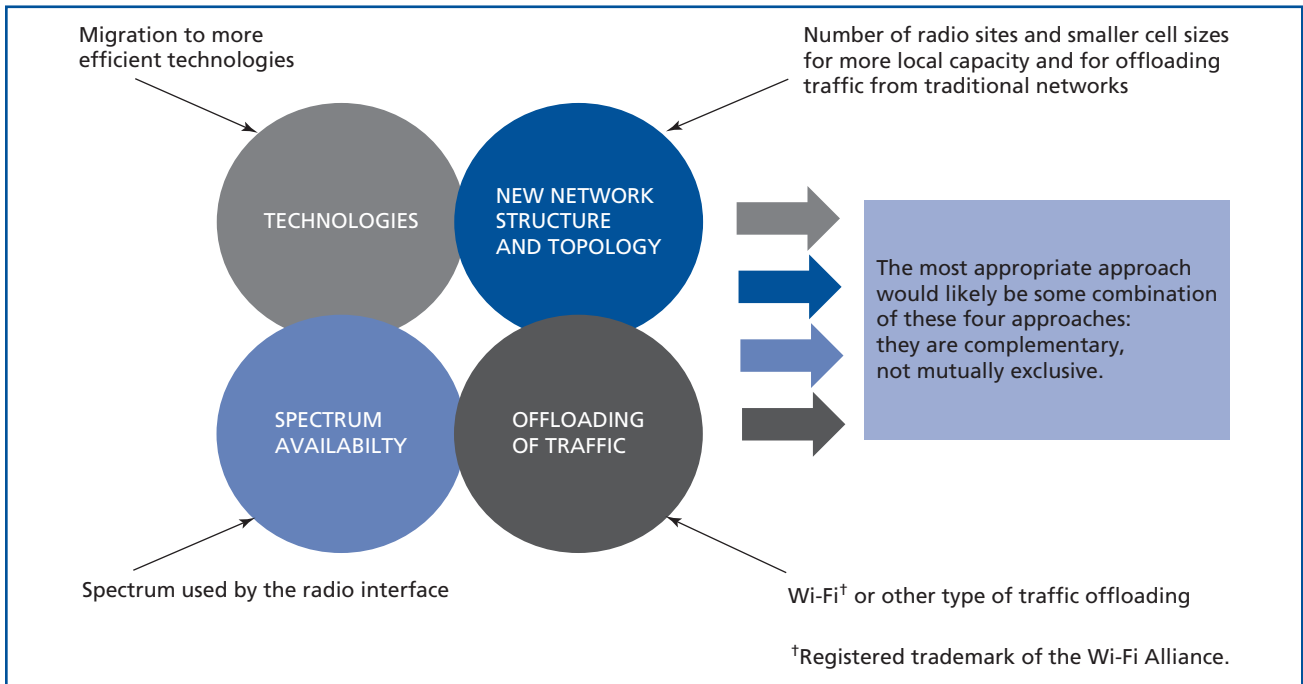 Migration to more
efficient technologies
Number of radio sites and smaller cell sizes
for more local capacity and for offloading
traffic from traditional networks
TECHNOLOGIES
NEW NETWORK
STRUCTURE
AND TOPOLOGY
The most appropriate approach
would likely be some combination
of these four approaches:
they are complementary,
not mutually exclusive.
SPECTRUM
AVAILABILTY
OFFLOADING
OF TRAFFIC
Spectrum used by the radio interface
Wi-Fi† or other type of traffic offloading
†Registered trademark of the Wi-Fi Alliance.